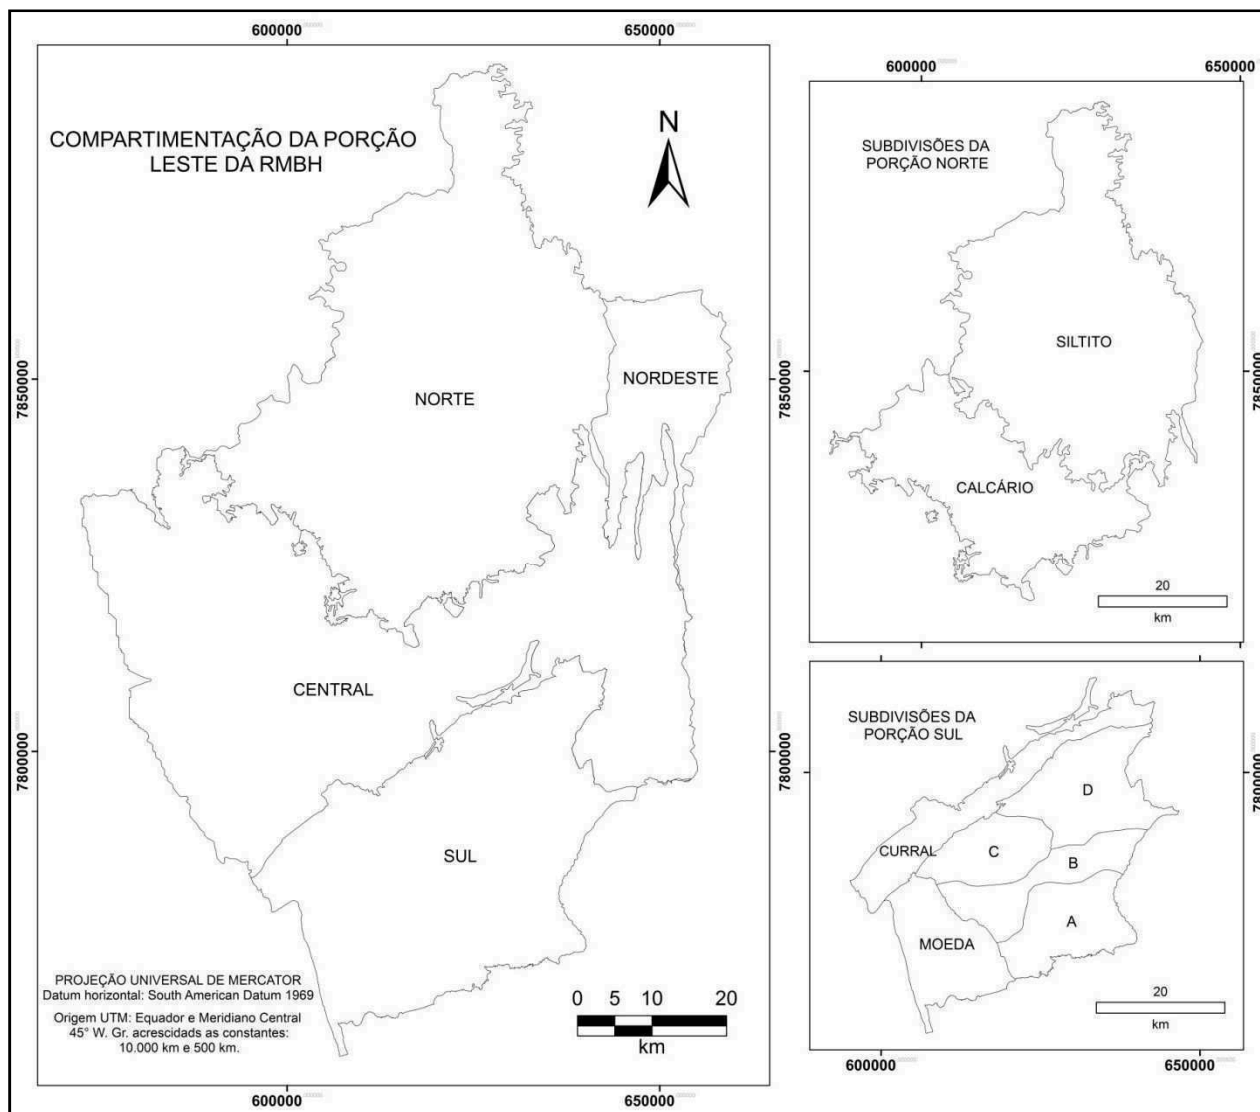 600000
650000
COMPARTIMENTAÇÃO DA PORÇÃO
LESTE DA RMBH
N
NORTE
NORDESTE
CENTRAL
SUL
7850000
7850000
7800000
7800000
PROJEÇÃO UNIVERSAL DE MERCATOR
Datum horizontal: South American Datum 1969
Origem UTM: Equador e Meridiano Central
45° W. Gr. acrescidads as constantes:
10.000 km e 500 km.
0 5 10 20
km
600000
650000
600000
650000
SUBDIVISÕES DA
PORÇÃO NORTE
SILTITO
CALCÁRIO
7850000
7850000
20
km
SUBDIVISÕES DA
PORÇÃO SUL
D
CURRAL
C
B
A
MOEDA
7800000
7800000
20
km
600000
650000